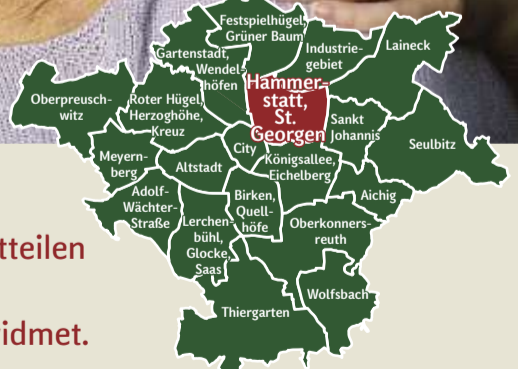 Festspielhügel,
Grüner Baum
Industrie-
gebiet
Laineck
Gartenstadt,
Wendel-
höfen
Hammer-
statt,
St.
Georgen
Oberpreusch-
witz
Roter Hügel,
Herzoghöhe,
Kreuz
Sankt
Johannis
Seulbitz
City
Meyern-
berg
Altstadt
Königsallee,
Eichelberg
Adolf-
Wächter-
Straße
Birken,
Quell-
höfe
Aichig
Lerchen-
bühl,
Glocke,
Saas
Oberkonners-
reuth
Wolfsbach
Thiergarten
tteilen
idmet.